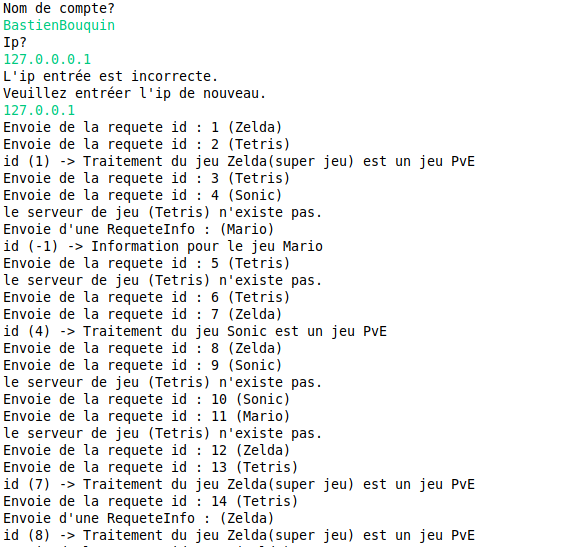 Nom de compte?
BastienBouquin
Ip?
127.0.0.0.1
L'ip entrée est incorrecte.
Veuillez entréer l'ip de nouveau.
127.0.0.1
Envoie de la requete id : 1 (Zelda)
Envoie de la requete id : 2 (Tetris)
id (1) -> Traitement du jeu Zelda(super jeu) est un jeu PvE
Envoie de la requete id : 3 (Tetris)
Envoie de la requete id : 4 (Sonic)
le serveur de jeu (Tetris) n'existe pas.
Envoie d'une RequeteInfo : (Mario)
id (-1) -> Information pour le jeu Mario
Envoie de la requete id : 5 (Tetris)
le serveur de jeu (Tetris) n'existe pas.
Envoie de la requete id : 6 (Tetris)
Envoie de la requete id : 7 (Zelda)
id (4) -> Traitement du jeu Sonic est un jeu PvE
Envoie de la requete id : 8 (Zelda)
Envoie de la requete id : 9 (Sonic)
le serveur de jeu (Tetris) n'existe pas.
Envoie de la requete id : 10 (Sonic)
Envoie de la requete id : 11 (Mario)
le serveur de jeu (Tetris) n'existe pas.
Envoie de la requete id : 12 (Zelda)
Envoie de la requete id : 13 (Tetris)
id (7) -> Traitement du jeu Zelda(super jeu) est un jeu PvE
Envoie de la requete id : 14 (Tetris)
Envoie d'une RequeteInfo : (Zelda)
id (8) -> Traitement du jeu Zelda(super jeu) est un jeu PvE